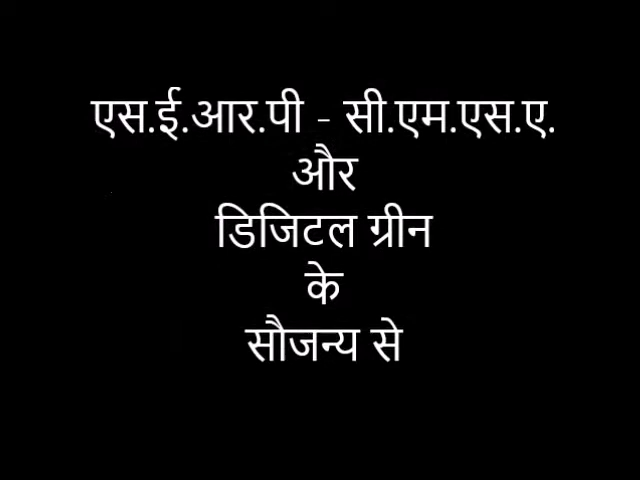 एस.ई.आर.पी - सी.एम.एस.ए.
और
डिजिटल ग्रीन
के
सौजन्य से